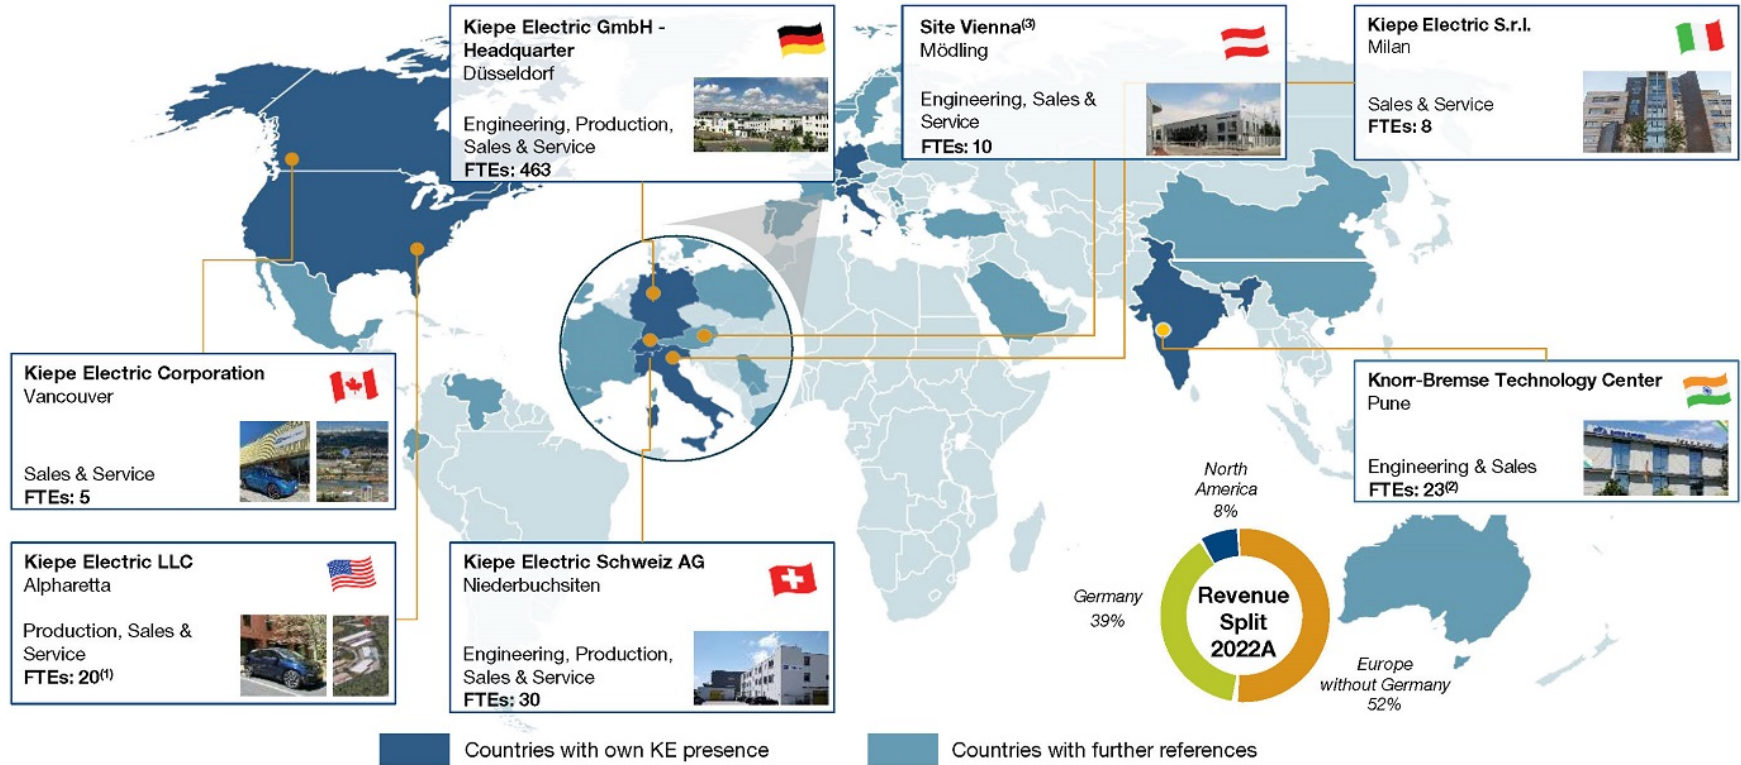 Kiepe Electric GmbH -
Headquarter
Düsseldorf
Engineering, Production,
Sales & Service
FTEs: 463
Site Vienna(3)
Mödling
Engineering, Sales &
Service
FTEs: 10
Kiepe Electric S.r.l.
Milan
Sales & Service
FTEs: 8
Kiepe Electric Corporation
Vancouver
Sales & Service
FTEs: 5
Knorr-Bremse Technology Center
Pune
Engineering & Sales
FTEs: 23(2)
Kiepe Electric LLC
Alpharetta
Production, Sales &
Service
FTEs: 20(1)
Kiepe Electric Schweiz AG
Niederbuchsiten
Engineering, Production,
Sales & Service
FTEs: 30
North
America
8%
Germany
39%
Revenue
Split
2022A
Europe
without Germany
52%
Countries with own KE presence
Countries with further references